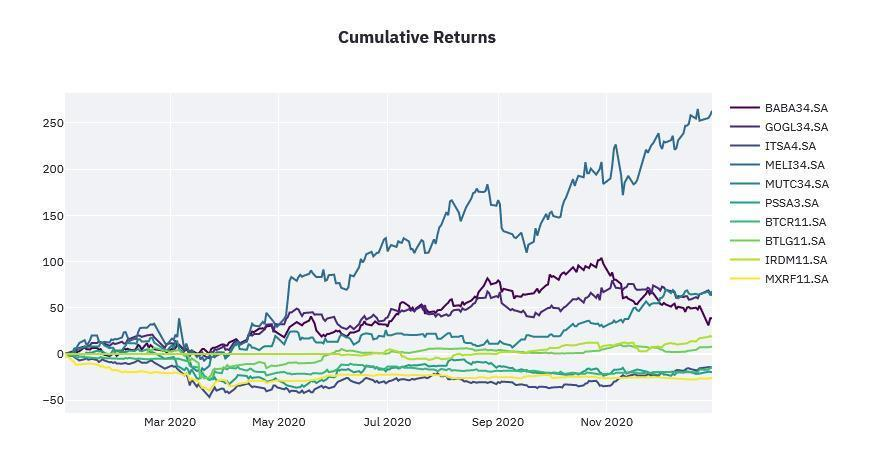 Cumulative Returns
250
200
150
100
50
0
−50
Mar 2020
May 2020
Jul 2020
Sep 2020
Nov 2020
BABA34.SA
GOGL34.SA
ITSA4.SA
MELI34.SA
MUTC34.SA
PSSA3.SA
BTCR11.SA
BTLG11.SA
IRDM11.SA
MXRF11.SA